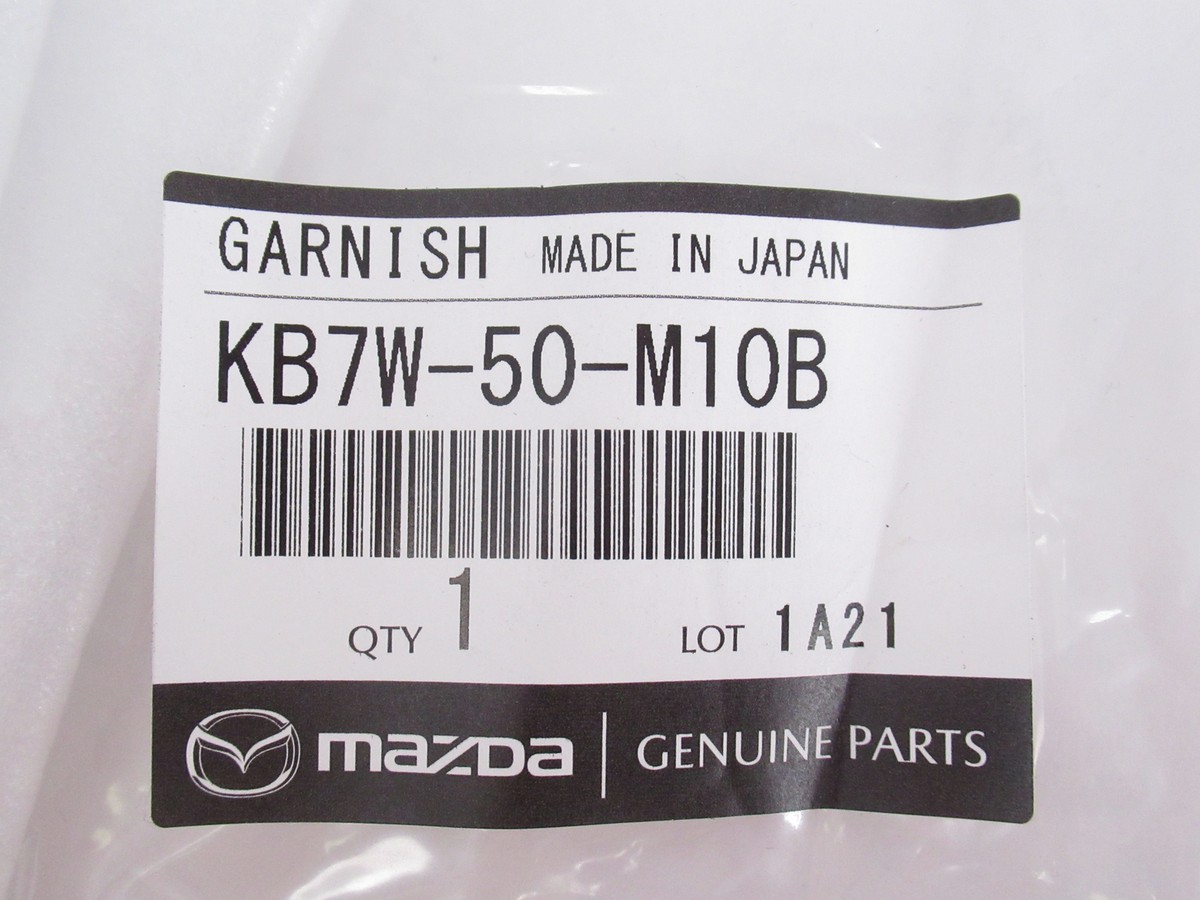 GARNISH MADE IN JAPAN
KB7W-50-M10B
QTY 1 LOT 1A21
mazda GENUINE PARTS